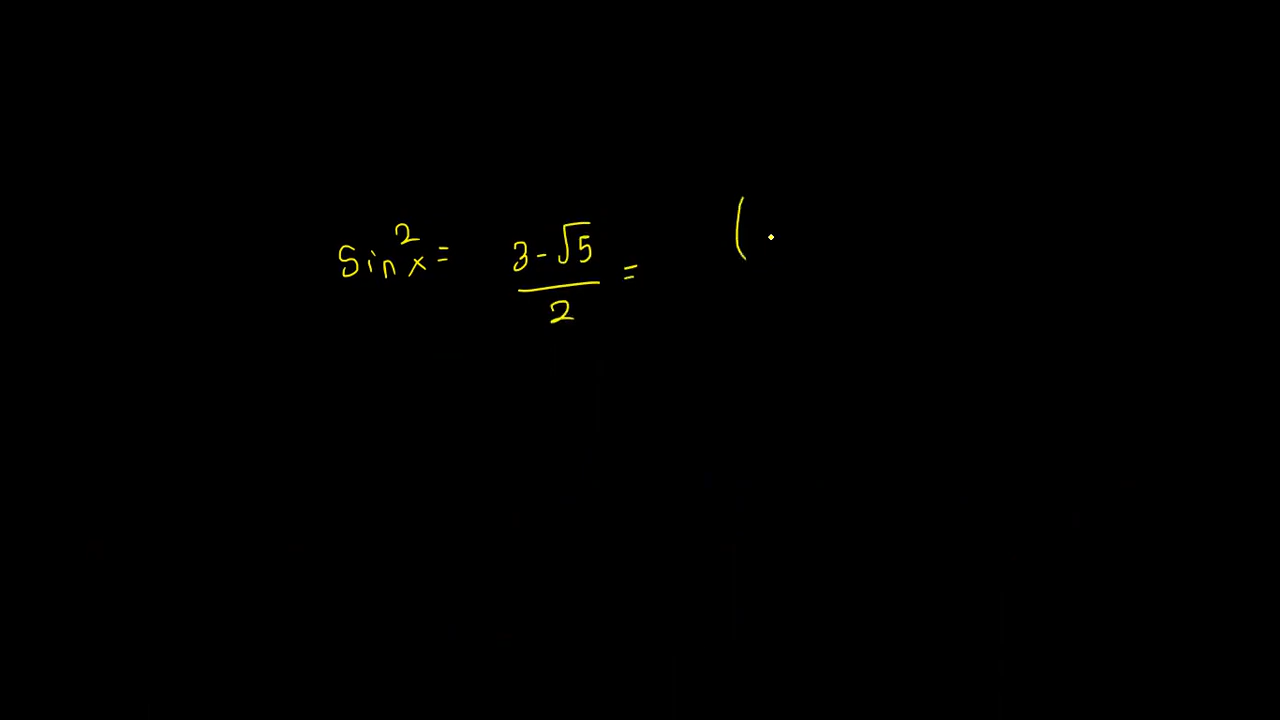 sin²x = (3 - √5)/2 = (